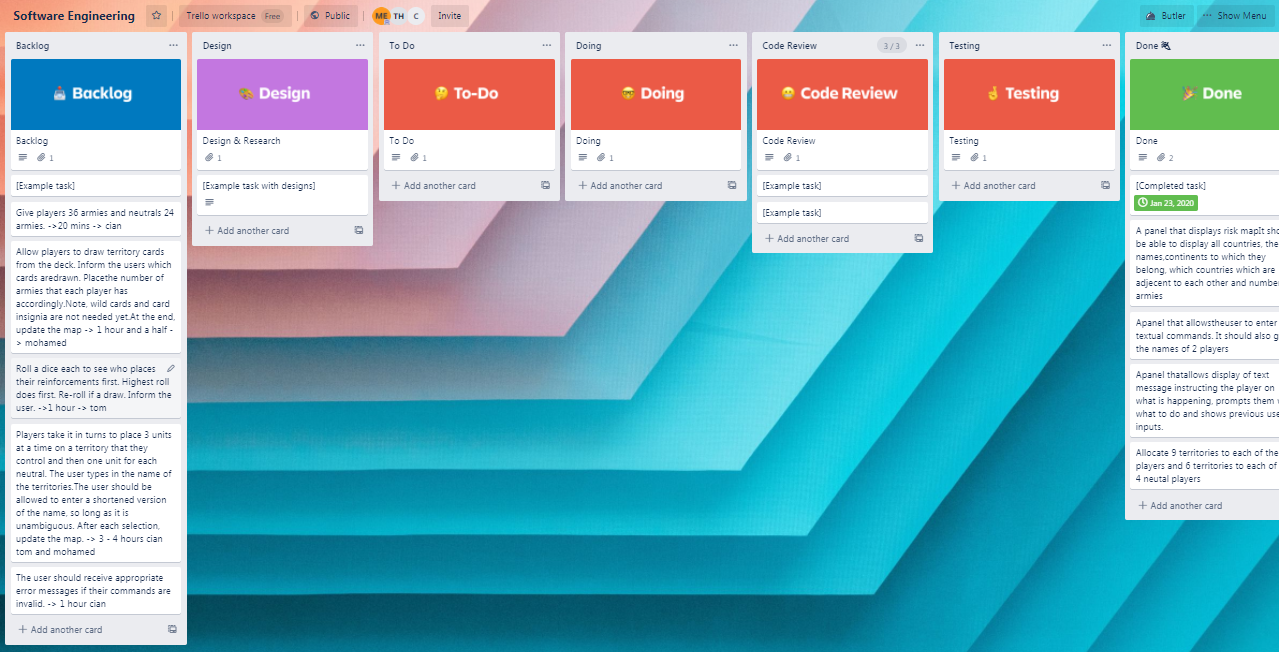 Software Engineering
Trello workspace Free
Public
ME TH C
Invite
Butler
··· Show Menu
Backlog
Backlog
Backlog
1
[Example task]
Give players 36 armies and neutrals 24
armies. ->20 mins -> cian
Allow players to draw territory cards
from the deck. Inform the users which
cards aredrawn. Placethe number of
armies that each player has
accordingly.Note, wild cards and card
insignia are not needed yet.At the end,
update the map -> 1 hour and a half -
> mohamed
Roll a dice each to see who places
their reinforcements first. Highest roll
does first. Re-roll if a draw. Inform the
user. ->1 hour -> tom
Players take it in turns to place 3 units
at a time on a territory that they
control and then one unit for each
neutral. The user types in the name of
the territories.The user should be
allowed to enter a shortened version
of the name, so long as it is
unambiguous. After each selection,
update the map. -> 3 - 4 hours cian
tom and mohamed
The user should receive appropriate
error messages if their commands are
invalid. -> 1 hour cian
+ Add another card
Design
Design
Design & Research
1
[Example task with designs]
+ Add another card
To Do
To-Do
To Do
1
+ Add another card
Doing
Doing
Doing
1
+ Add another card
Code Review
3 / 3
Code Review
Code Review
1
[Example task]
[Example task]
+ Add another card
Testing
Testing
Testing
1
+ Add another card
Done
Done
Done
2
[Completed task]
Jan 23, 2020
A panel that displays risk mapIt sho
be able to display all countries, the
names,continents to which they
belong, which countries which are
adjecent to each other and number
armies
Apanel that allowstheuser to enter
textual commands. It should also g
the names of 2 players
Apanel thatallows display of text
message instructing the player on
what is happening, prompts them
what to do and shows previous use
inputs.
Allocate 9 territories to each of the
players and 6 territories to each of
4 neutal players
+ Add another card